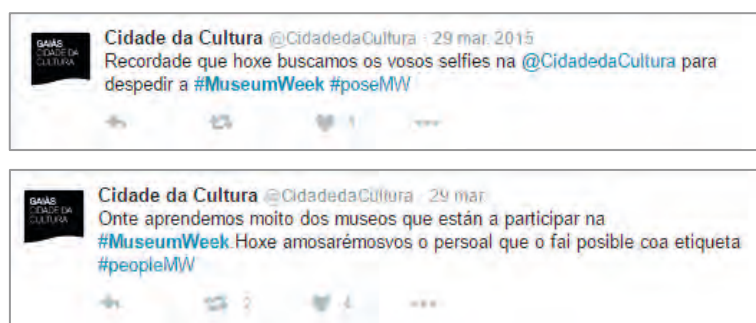 GAIÁS
CIDADE DA
CULTURA
Cidade da Cultura @CidadedaCultura · 29 mar. 2015
Recordade que hoxe buscamos os vosos selfies na @CidadedaCultura para
despedir a #MuseumWeek #poseMW
1
GAIÁS
CIDADE DA
CULTURA
Cidade da Cultura @CidadedaCultura · 29 mar.
Onte aprendemos moito dos museos que están a participar na
#MuseumWeek.Hoxe amosarémosvos o persoal que o fai posible coa etiqueta
#peopleMW
2 4